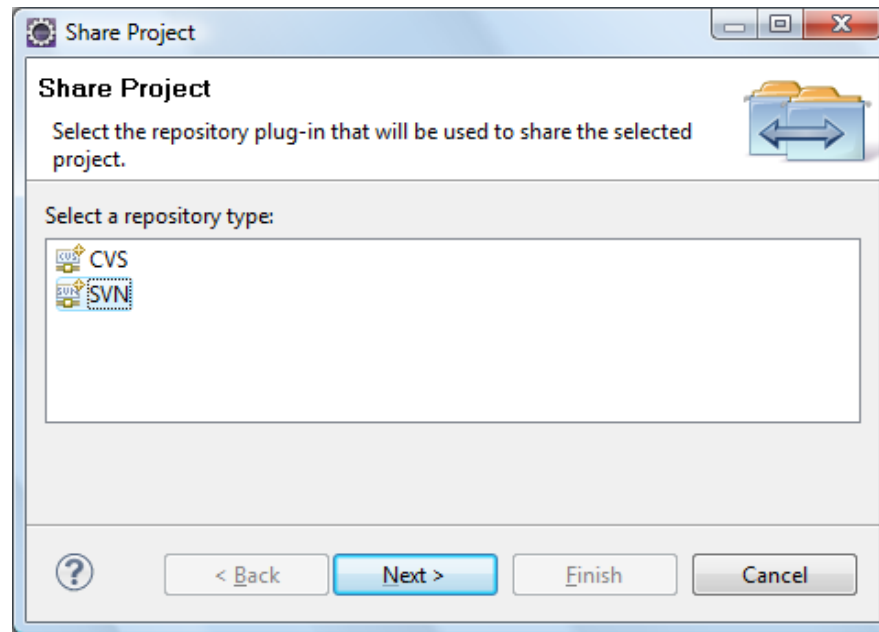 Share Project
Share Project
Select the repository plug-in that will be used to share the selected
project.
Select a repository type:
CVS
SVN
< Back
Next >
Finish
Cancel